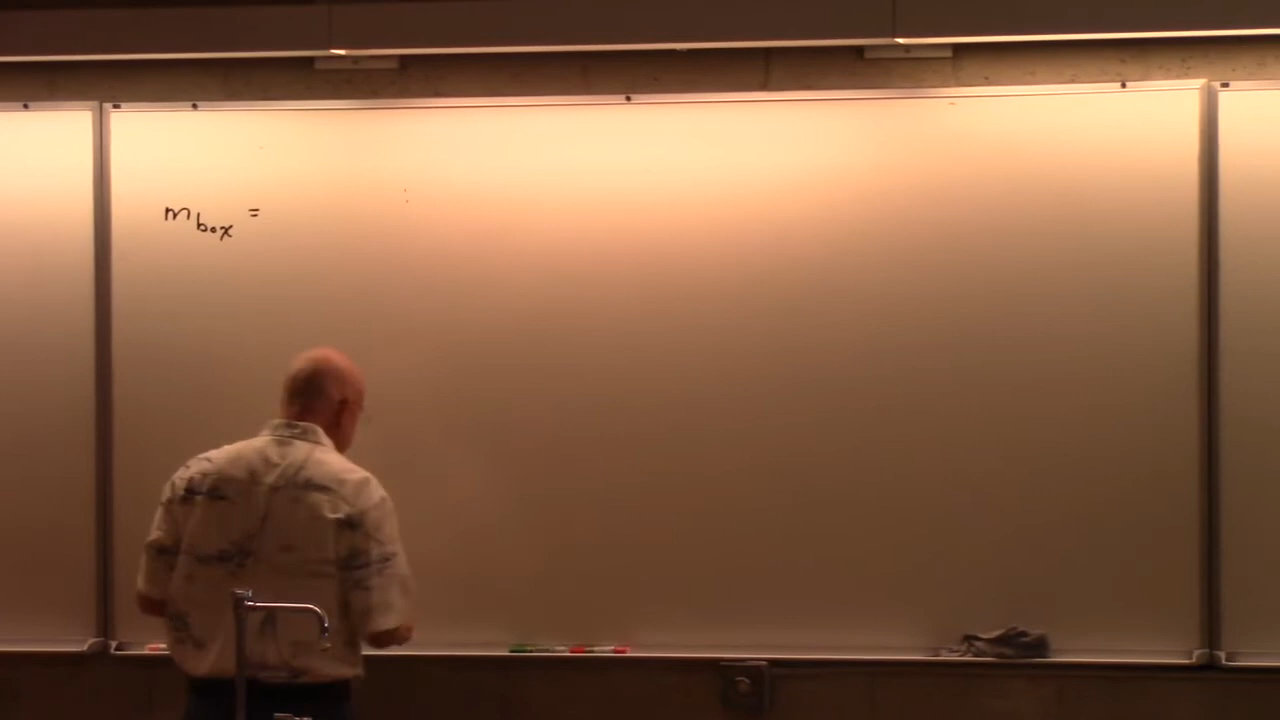 m_box =